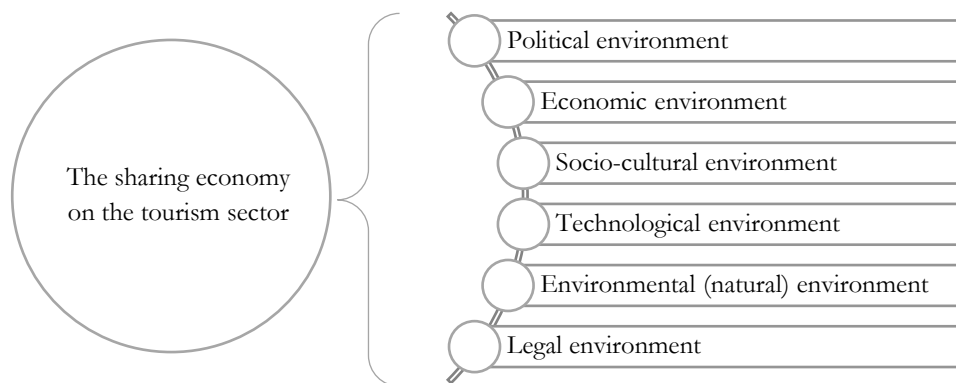 The sharing economy
on the tourism sector
Political environment
Economic environment
Socio-cultural environment
Technological environment
Environmental (natural) environment
Legal environment